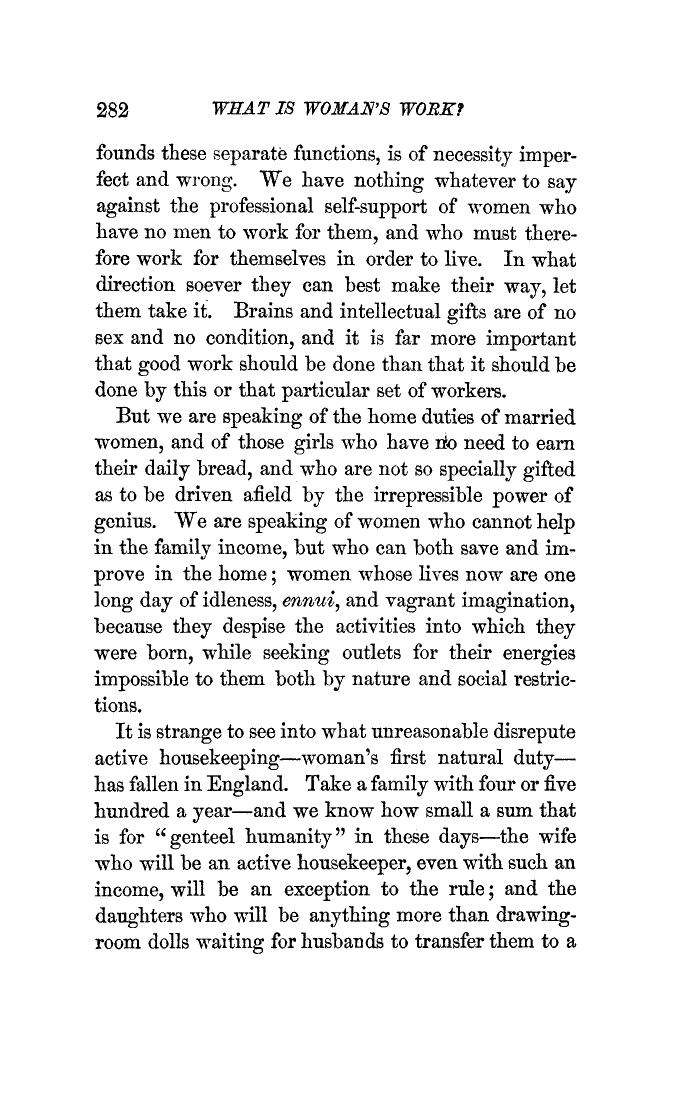 282 WHAT IS WOMAN'S WORK?
founds these separate functions, is of necessity imper-
fect and wrong. We have nothing whatever to say
against the professional self-support of women who
have no men to work for them, and who must there-
fore work for themselves in order to live. In what
direction soever they can best make their way, let
them take it. Brains and intellectual gifts are of no
sex and no condition, and it is far more important
that good work should be done than that it should be
done by this or that particular set of workers.
But we are speaking of the home duties of married
women, and of those girls who have no need to earn
their daily bread, and who are not so specially gifted
as to be driven afield by the irrepressible power of
genius. We are speaking of women who cannot help
in the family income, but who can both save and im-
prove in the home; women whose lives now are one
long day of idleness, ennui, and vagrant imagination,
because they despise the activities into which they
were born, while seeking outlets for their energies
impossible to them both by nature and social restric-
tions.
It is strange to see into what unreasonable disrepute
active housekeeping—woman's first natural duty—
has fallen in England. Take a family with four or five
hundred a year—and we know how small a sum that
is for "genteel humanity" in these days—the wife
who will be an active housekeeper, even with such an
income, will be an exception to the rule; and the
daughters who will be anything more than drawing-
room dolls waiting for husbands to transfer them to a